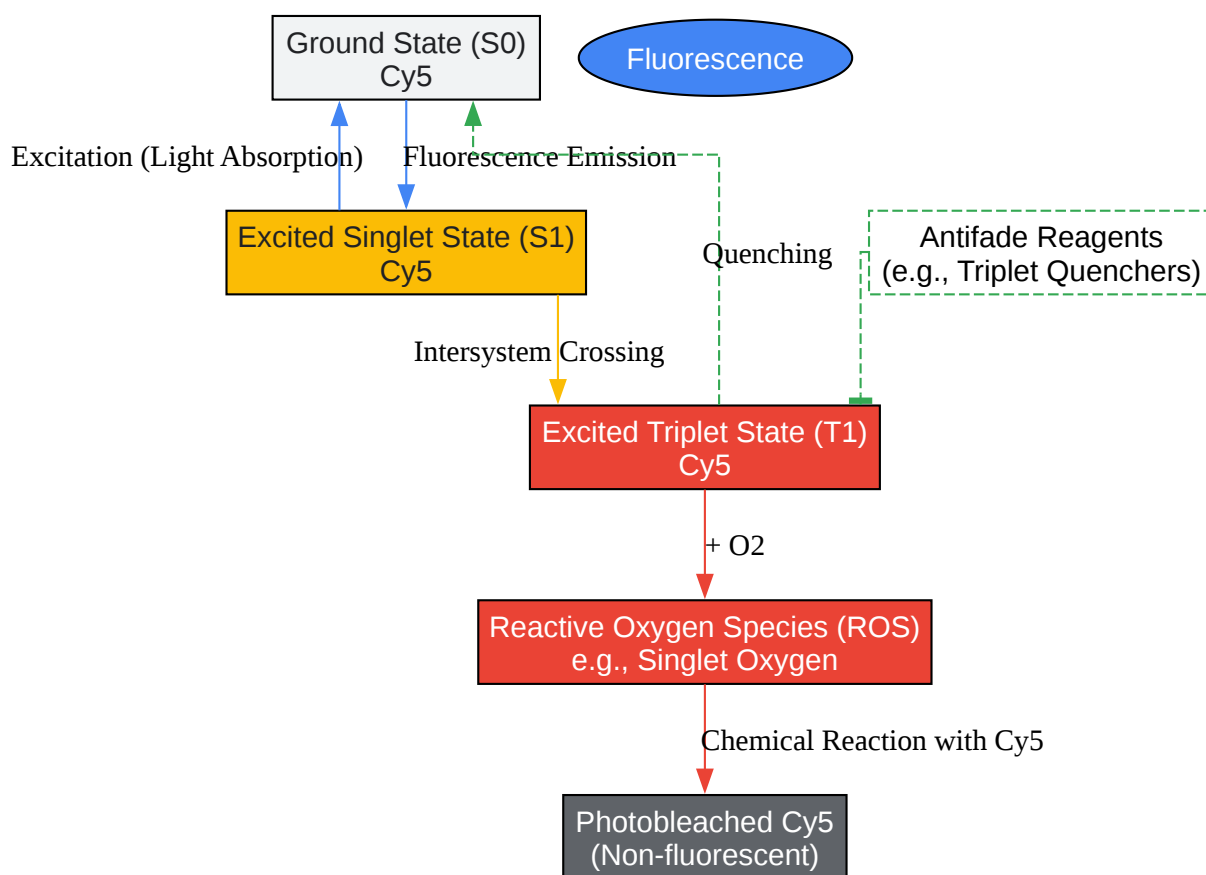 Ground State (S0)
Cy5
Fluorescence
Excitation (Light Absorption)
Fluorescence Emission
Excited Singlet State (S1)
Cy5
Quenching
Antifade Reagents
(e.g., Triplet Quenchers)
Intersystem Crossing
Excited Triplet State (T1)
Cy5
+ O2
Reactive Oxygen Species (ROS)
e.g., Singlet Oxygen
Chemical Reaction with Cy5
Photobleached Cy5
(Non-fluorescent)